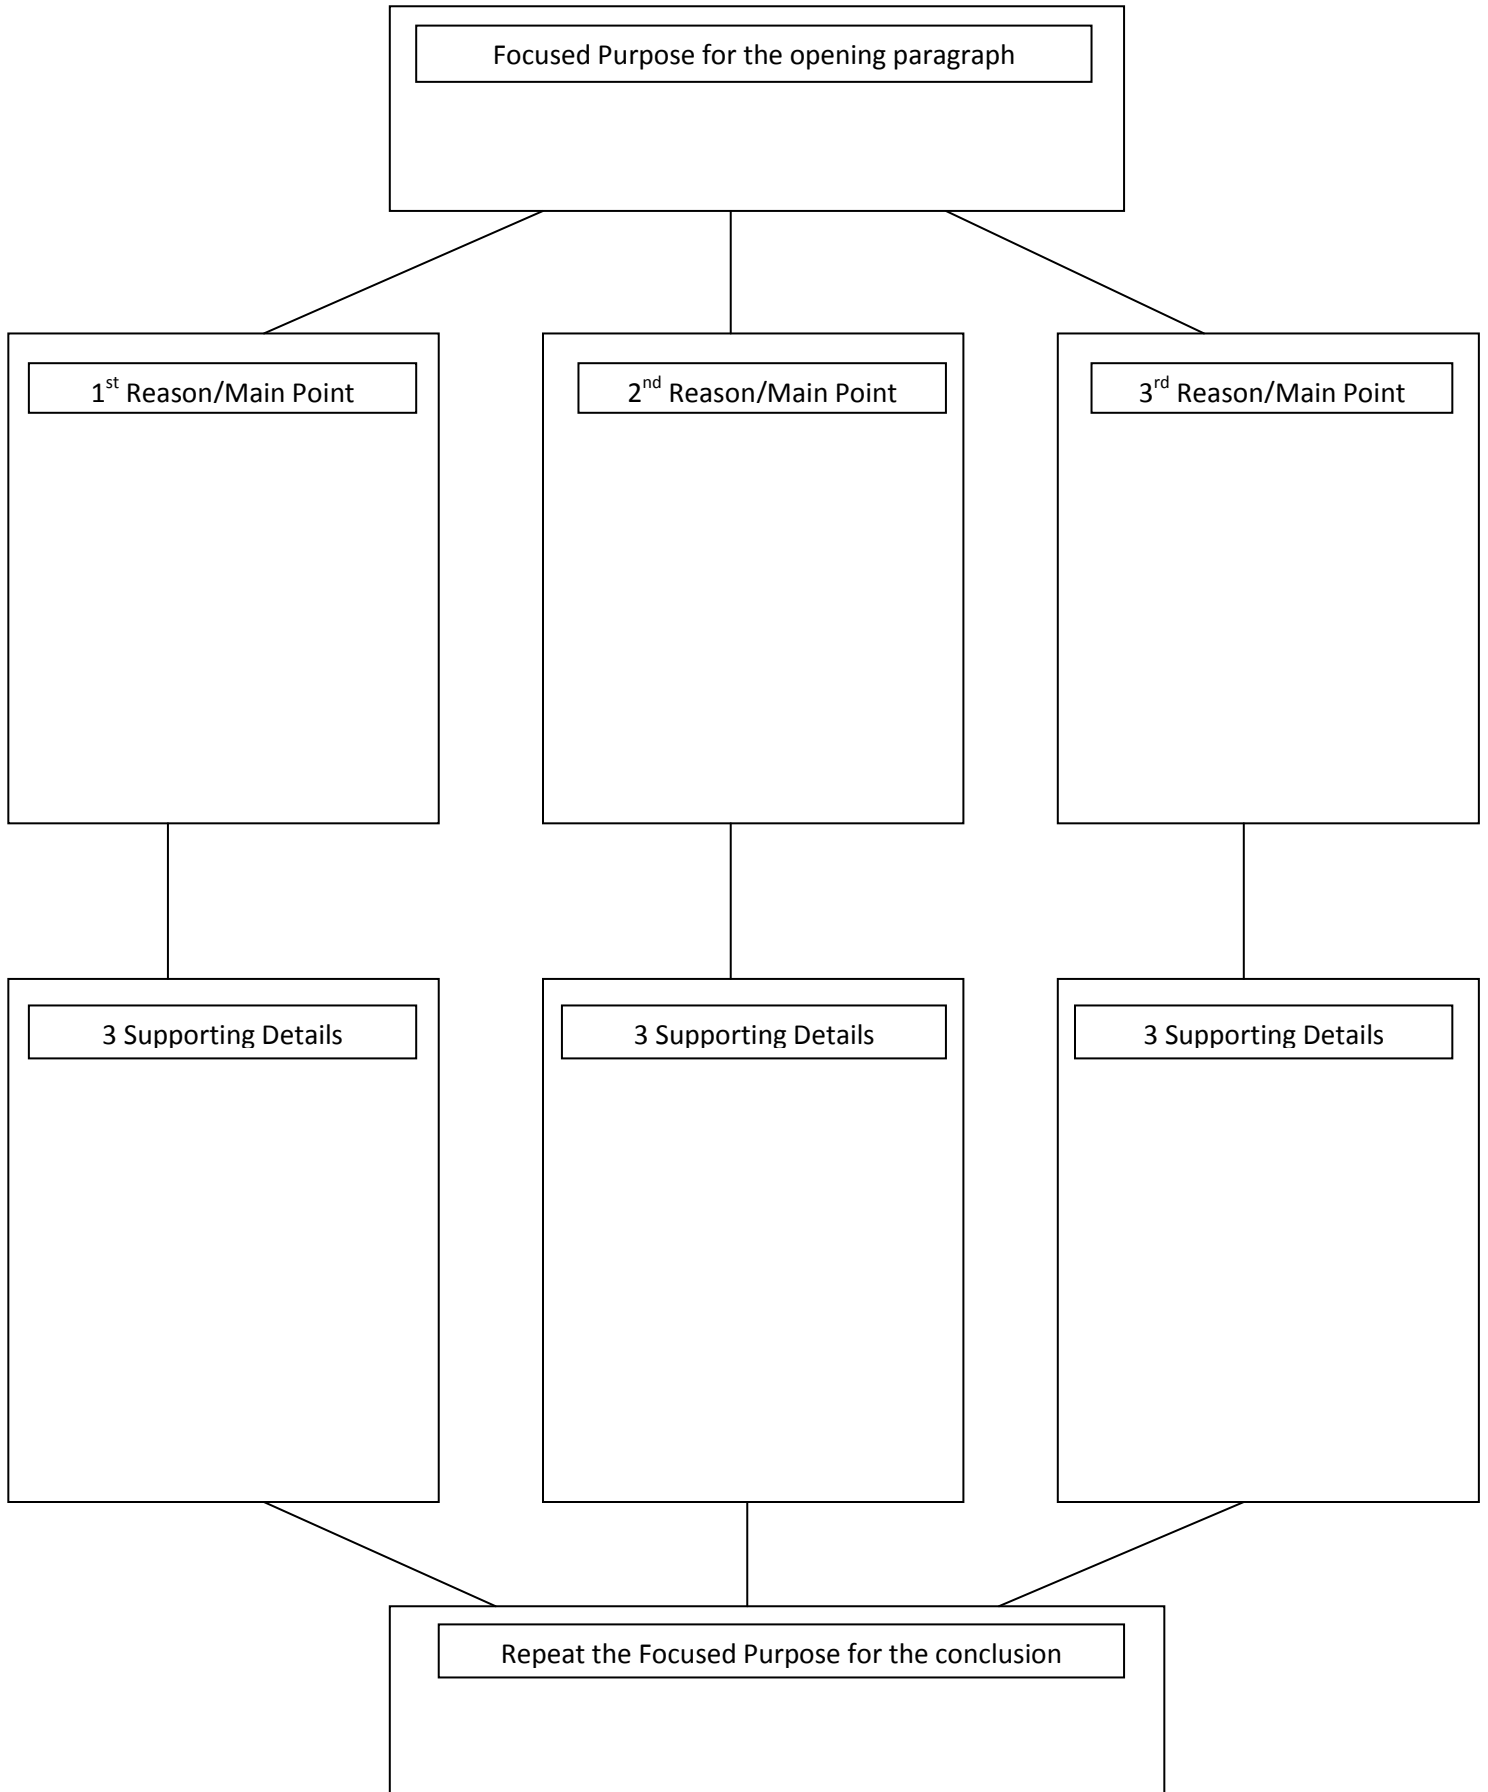 Focused Purpose for the opening paragraph
1st Reason/Main Point
2nd Reason/Main Point
3rd Reason/Main Point
3 Supporting Details
3 Supporting Details
3 Supporting Details
Repeat the Focused Purpose for the conclusion